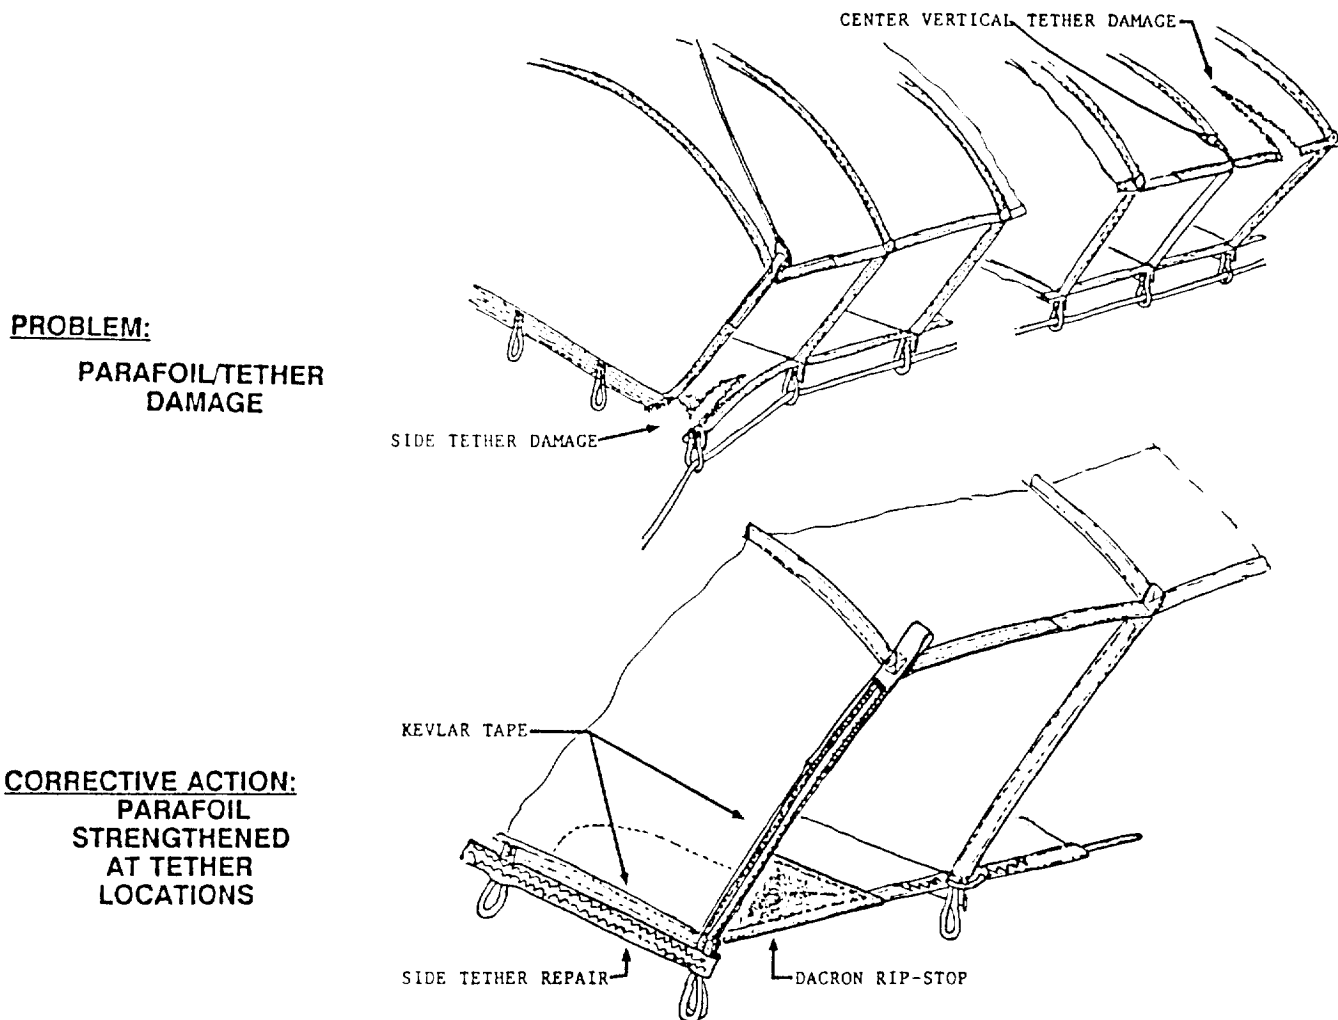 CENTER VERTICAL TETHER DAMAGE
PROBLEM:
PARAFOIL/TETHER
DAMAGE
SIDE TETHER DAMAGE
KEVLAR TAPE
CORRECTIVE ACTION:
PARAFOIL
STRENGTHENED
AT TETHER
LOCATIONS
SIDE TETHER REPAIR
DACRON RIP-STOP